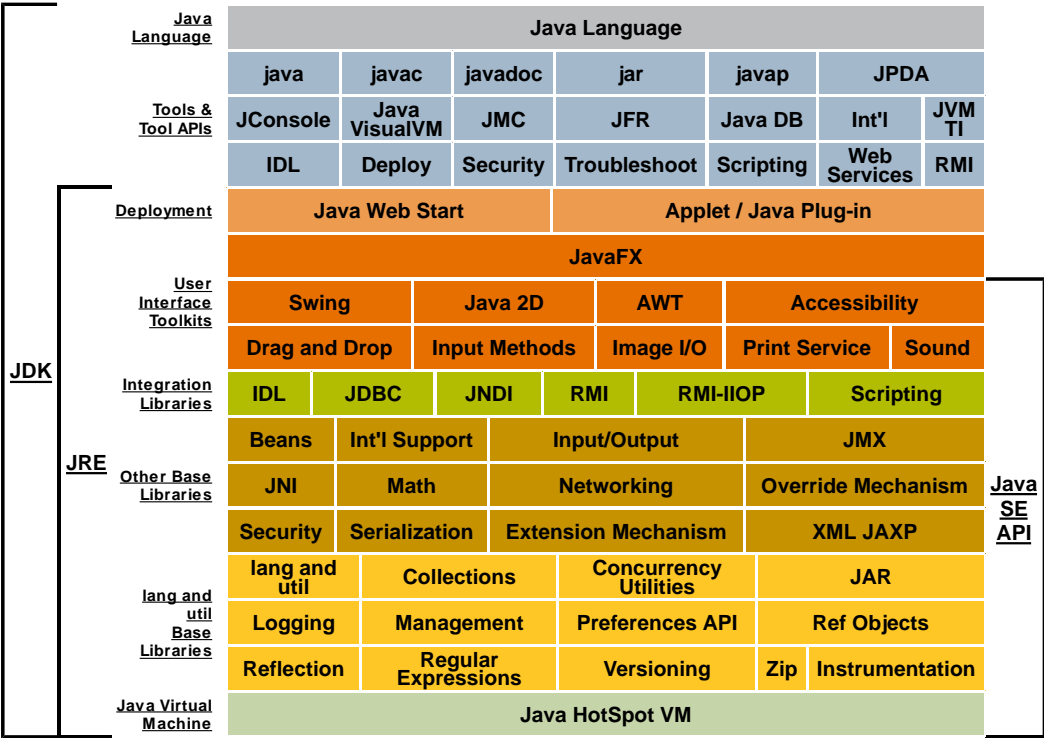 Java
Language
Java Language
Tools &
Tool APIs
java
javac
javadoc
jar
javap
JPDA
JConsole
Java
VisualVM
JMC
JFR
Java DB
Int'l
JVM
TI
IDL
Deploy
Security
Troubleshoot
Scripting
Web
Services
RMI
Deployment
Java Web Start
Applet / Java Plug-in
JavaFX
User
Interface
Toolkits
Swing
Java 2D
AWT
Accessibility
Drag and Drop
Input Methods
Image I/O
Print Service
Sound
JDK
Integration
Libraries
IDL
JDBC
JNDI
RMI
RMI-IIOP
Scripting
JRE
Other Base
Libraries
Beans
Int'l Support
Input/Output
JMX
JNI
Math
Networking
Override Mechanism
Security
Serialization
Extension Mechanism
XML JAXP
Java
SE
API
lang and
util
Base
Libraries
lang and
util
Collections
Concurrency
Utilities
JAR
Logging
Management
Preferences API
Ref Objects
Reflection
Regular
Expressions
Versioning
Zip
Instrumentation
Java Virtual
Machine
Java HotSpot VM